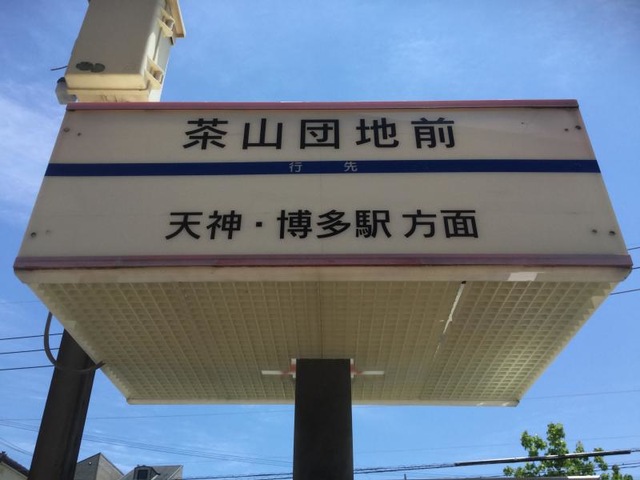 茶山団地前
行先
天神・博多駅 方面